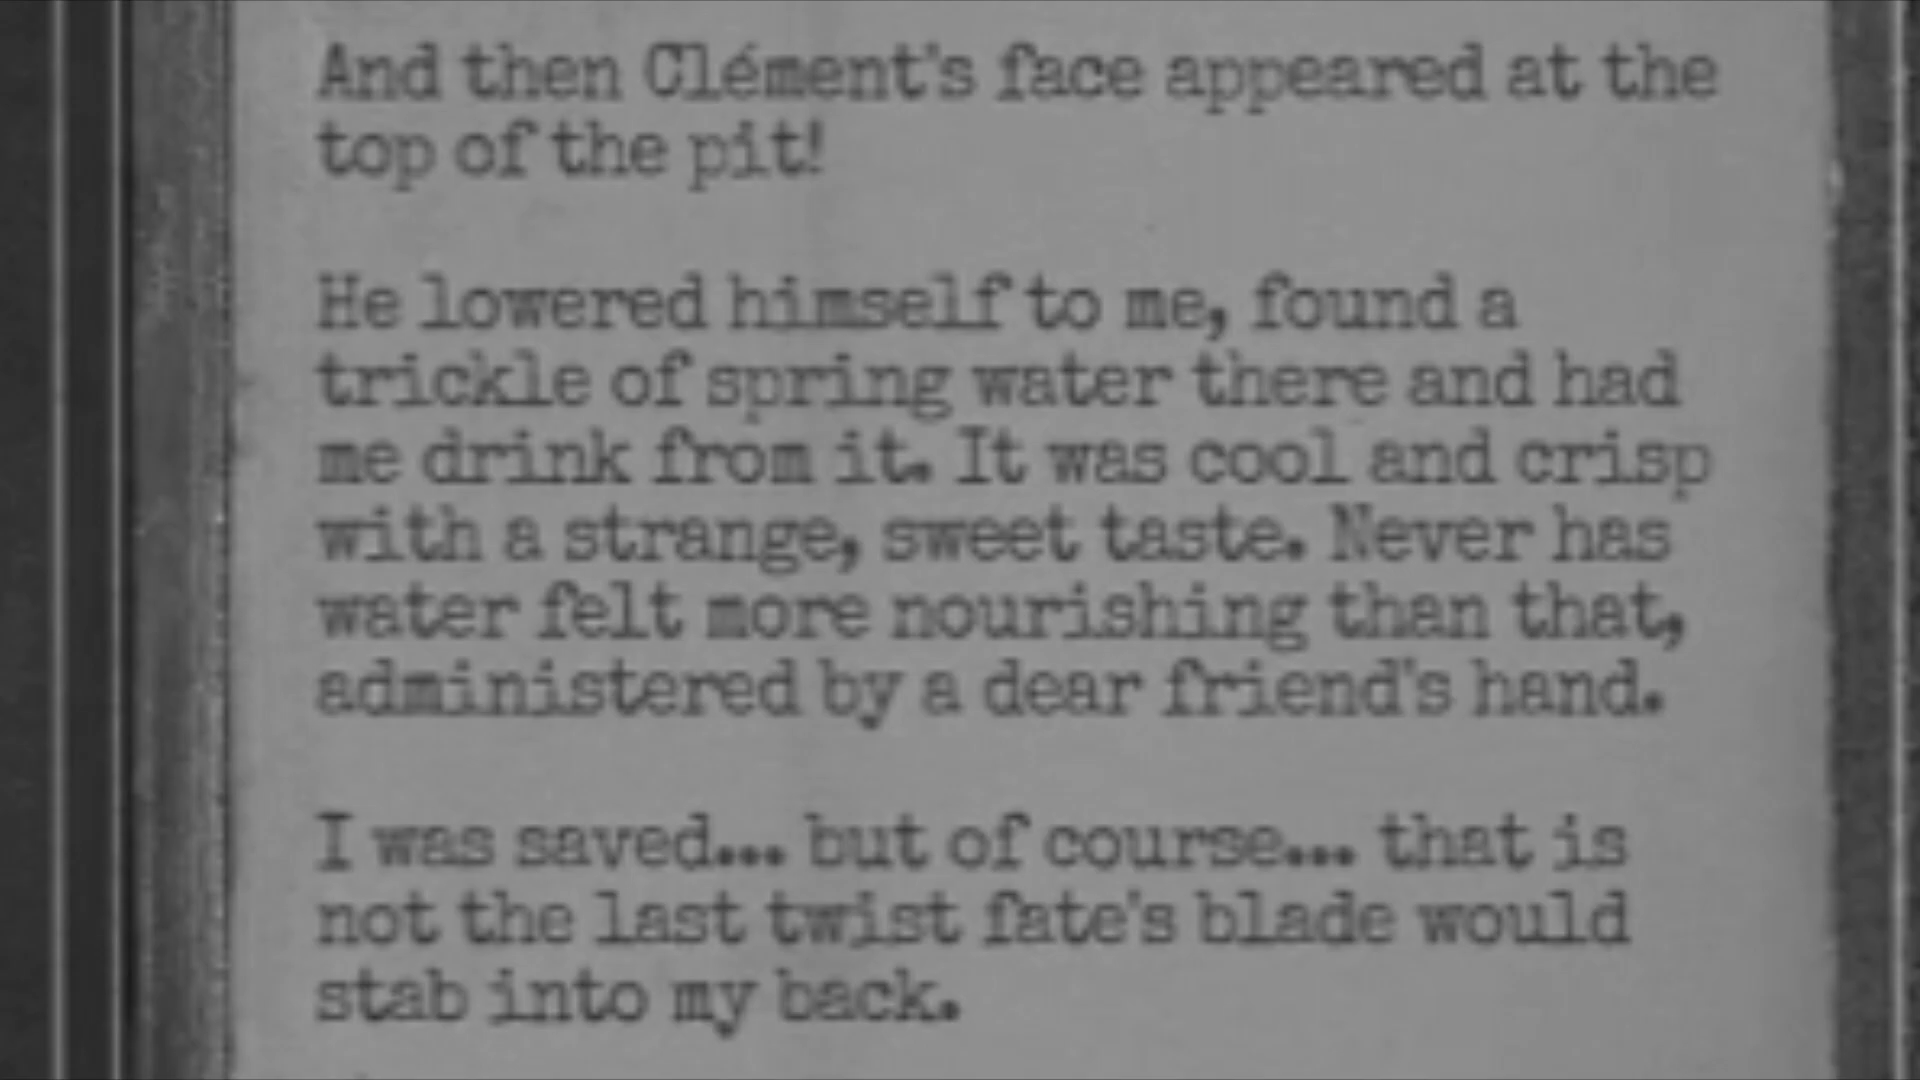 And then Clément's face appeared at the
top of the pit!
He lowered himself to me, found a
trickle of spring water there and had
me drink from it. It was cool and crisp
with a strange, sweet taste. Never has
water felt more nourishing than that,
administered by a dear friend's hand.
I was saved... but of course... that is
not the last twist fate's blade would
stab into my back.